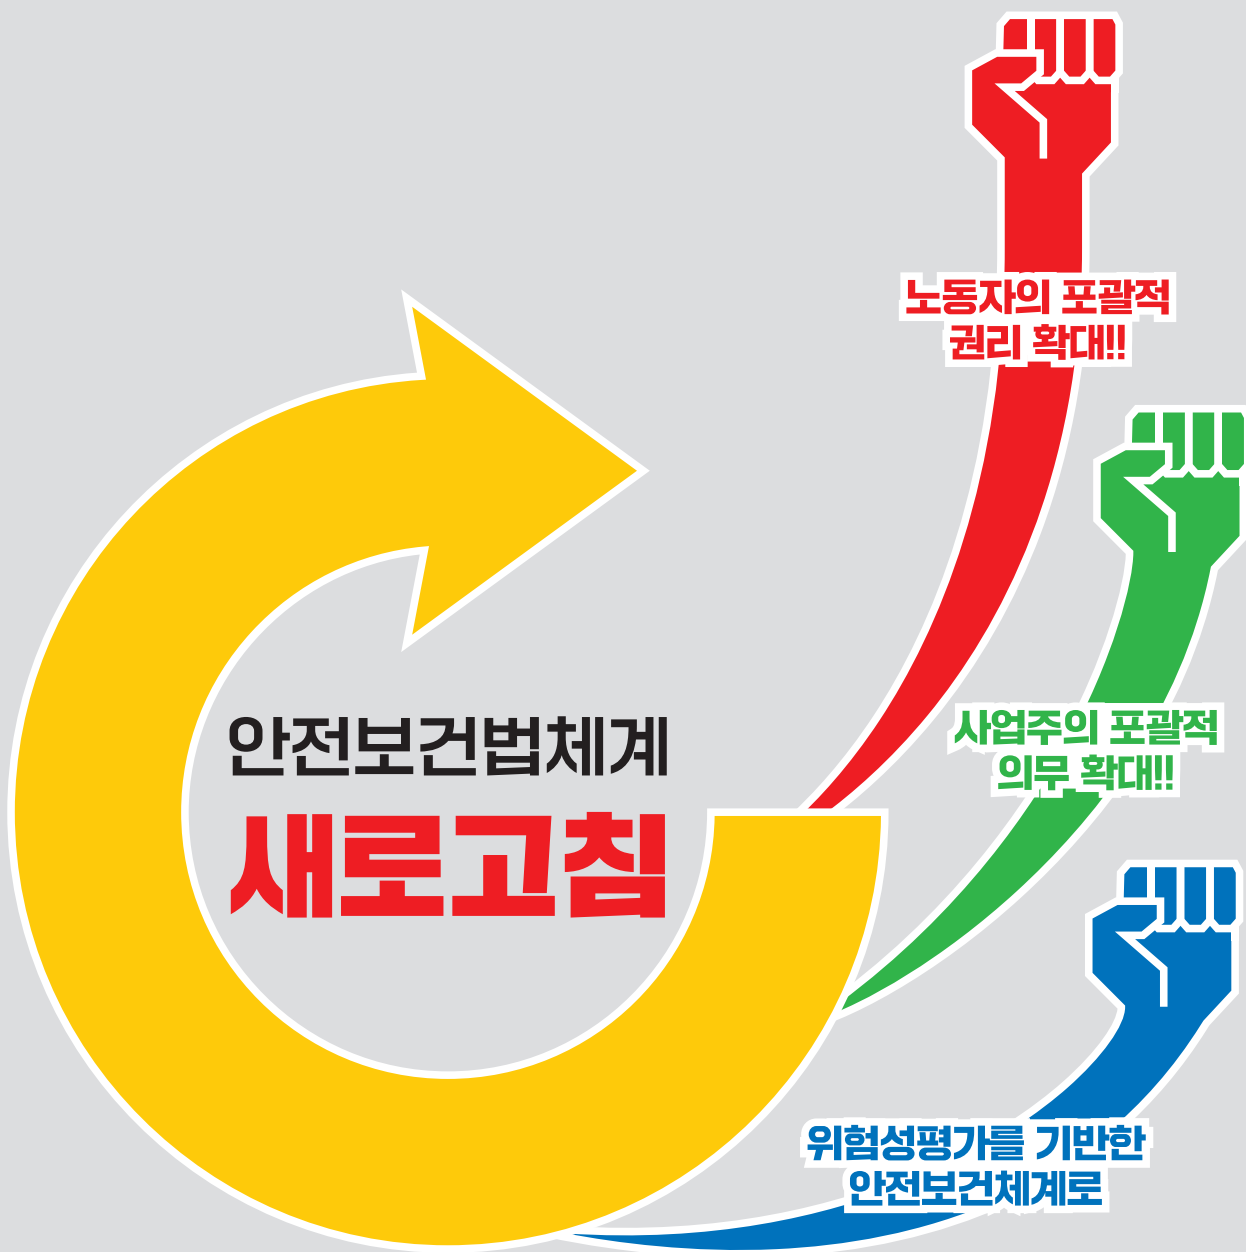 노동자의 포괄적
권리 확대!!
사업주의 포괄적
의무 확대!!
안전보건법체계
새로고침
위험성평가를 기반한
안전보건체계로